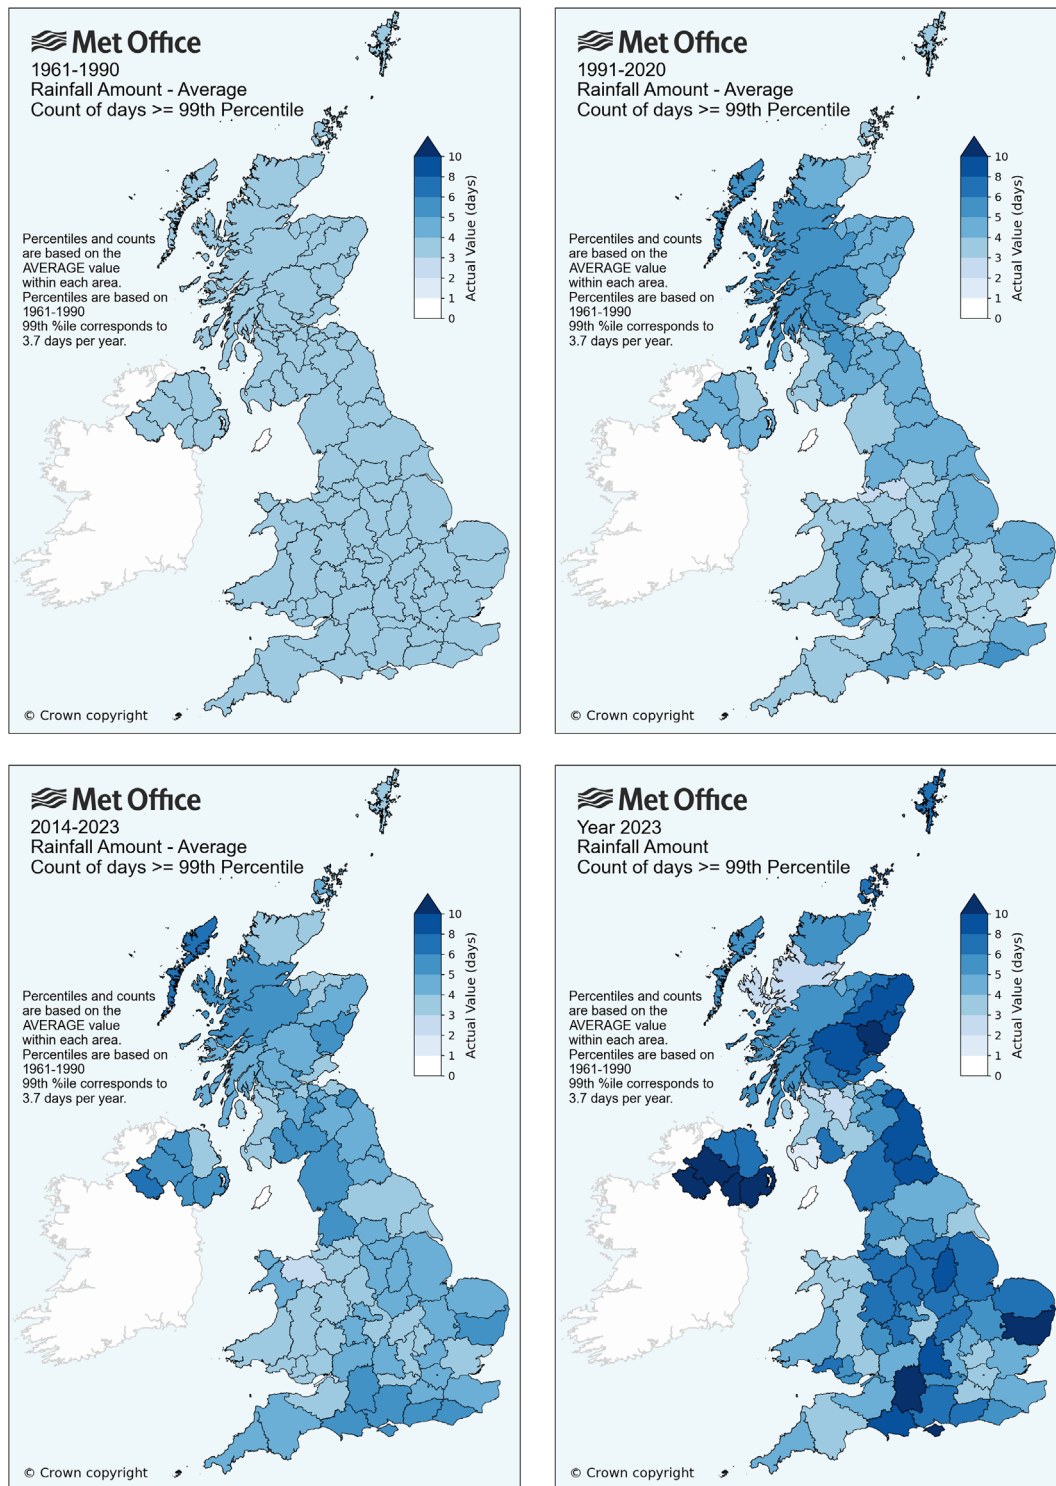 Met Office
1961-1990
Rainfall Amount - Average
Count of days >= 99th Percentile
Percentiles and counts
are based on the
AVERAGE value
within each area.
Percentiles are based on
1961-1990
99th %ile corresponds to
3.7 days per year.
10
8
6
5
4
3
2
1
0
Actual Value (days)
© Crown copyright
Met Office
1991-2020
Rainfall Amount - Average
Count of days >= 99th Percentile
Percentiles and counts
are based on the
AVERAGE value
within each area.
Percentiles are based on
1961-1990
99th %ile corresponds to
3.7 days per year.
10
8
6
5
4
3
2
1
0
Actual Value (days)
© Crown copyright
Met Office
2014-2023
Rainfall Amount - Average
Count of days >= 99th Percentile
Percentiles and counts
are based on the
AVERAGE value
within each area.
Percentiles are based on
1961-1990
99th %ile corresponds to
3.7 days per year.
10
8
6
5
4
3
2
1
0
Actual Value (days)
© Crown copyright
Met Office
Year 2023
Rainfall Amount
Count of days >= 99th Percentile
Percentiles and counts
are based on the
AVERAGE value
within each area.
Percentiles are based on
1961-1990
99th %ile corresponds to
3.7 days per year.
10
8
6
5
4
3
2
1
0
Actual Value (days)
© Crown copyright